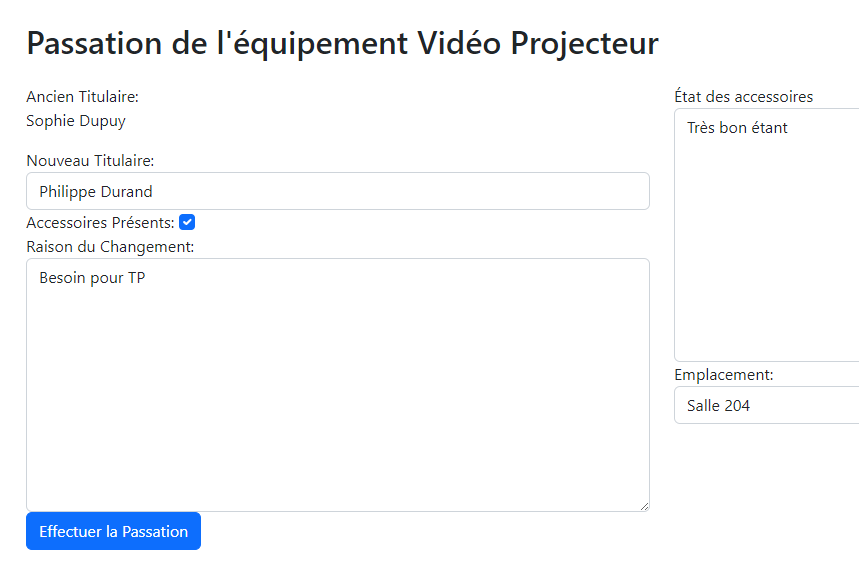 Passation de l'équipement Vidéo Projecteur
Ancien Titulaire:
Sophie Dupuy
Nouveau Titulaire:
Philippe Durand
Accessoires Présents:
Raison du Changement:
Besoin pour TP
Effectuer la Passation
État des accessoires
Très bon étant
Emplacement:
Salle 204